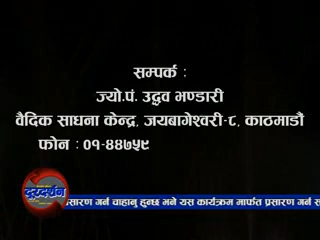 सम्पर्क :
ज्यो.पं. उद्धव भण्डारी
वैदिक साधना केन्द्र, जयबागेश्वरी-८, काठमाडौ
फोन : ०१-४४७५९
दूरदर्शन
प्रसारण गर्न चाहानु हुन्छ भने यस कार्यक्रम मार्फत प्रसारण गर्न